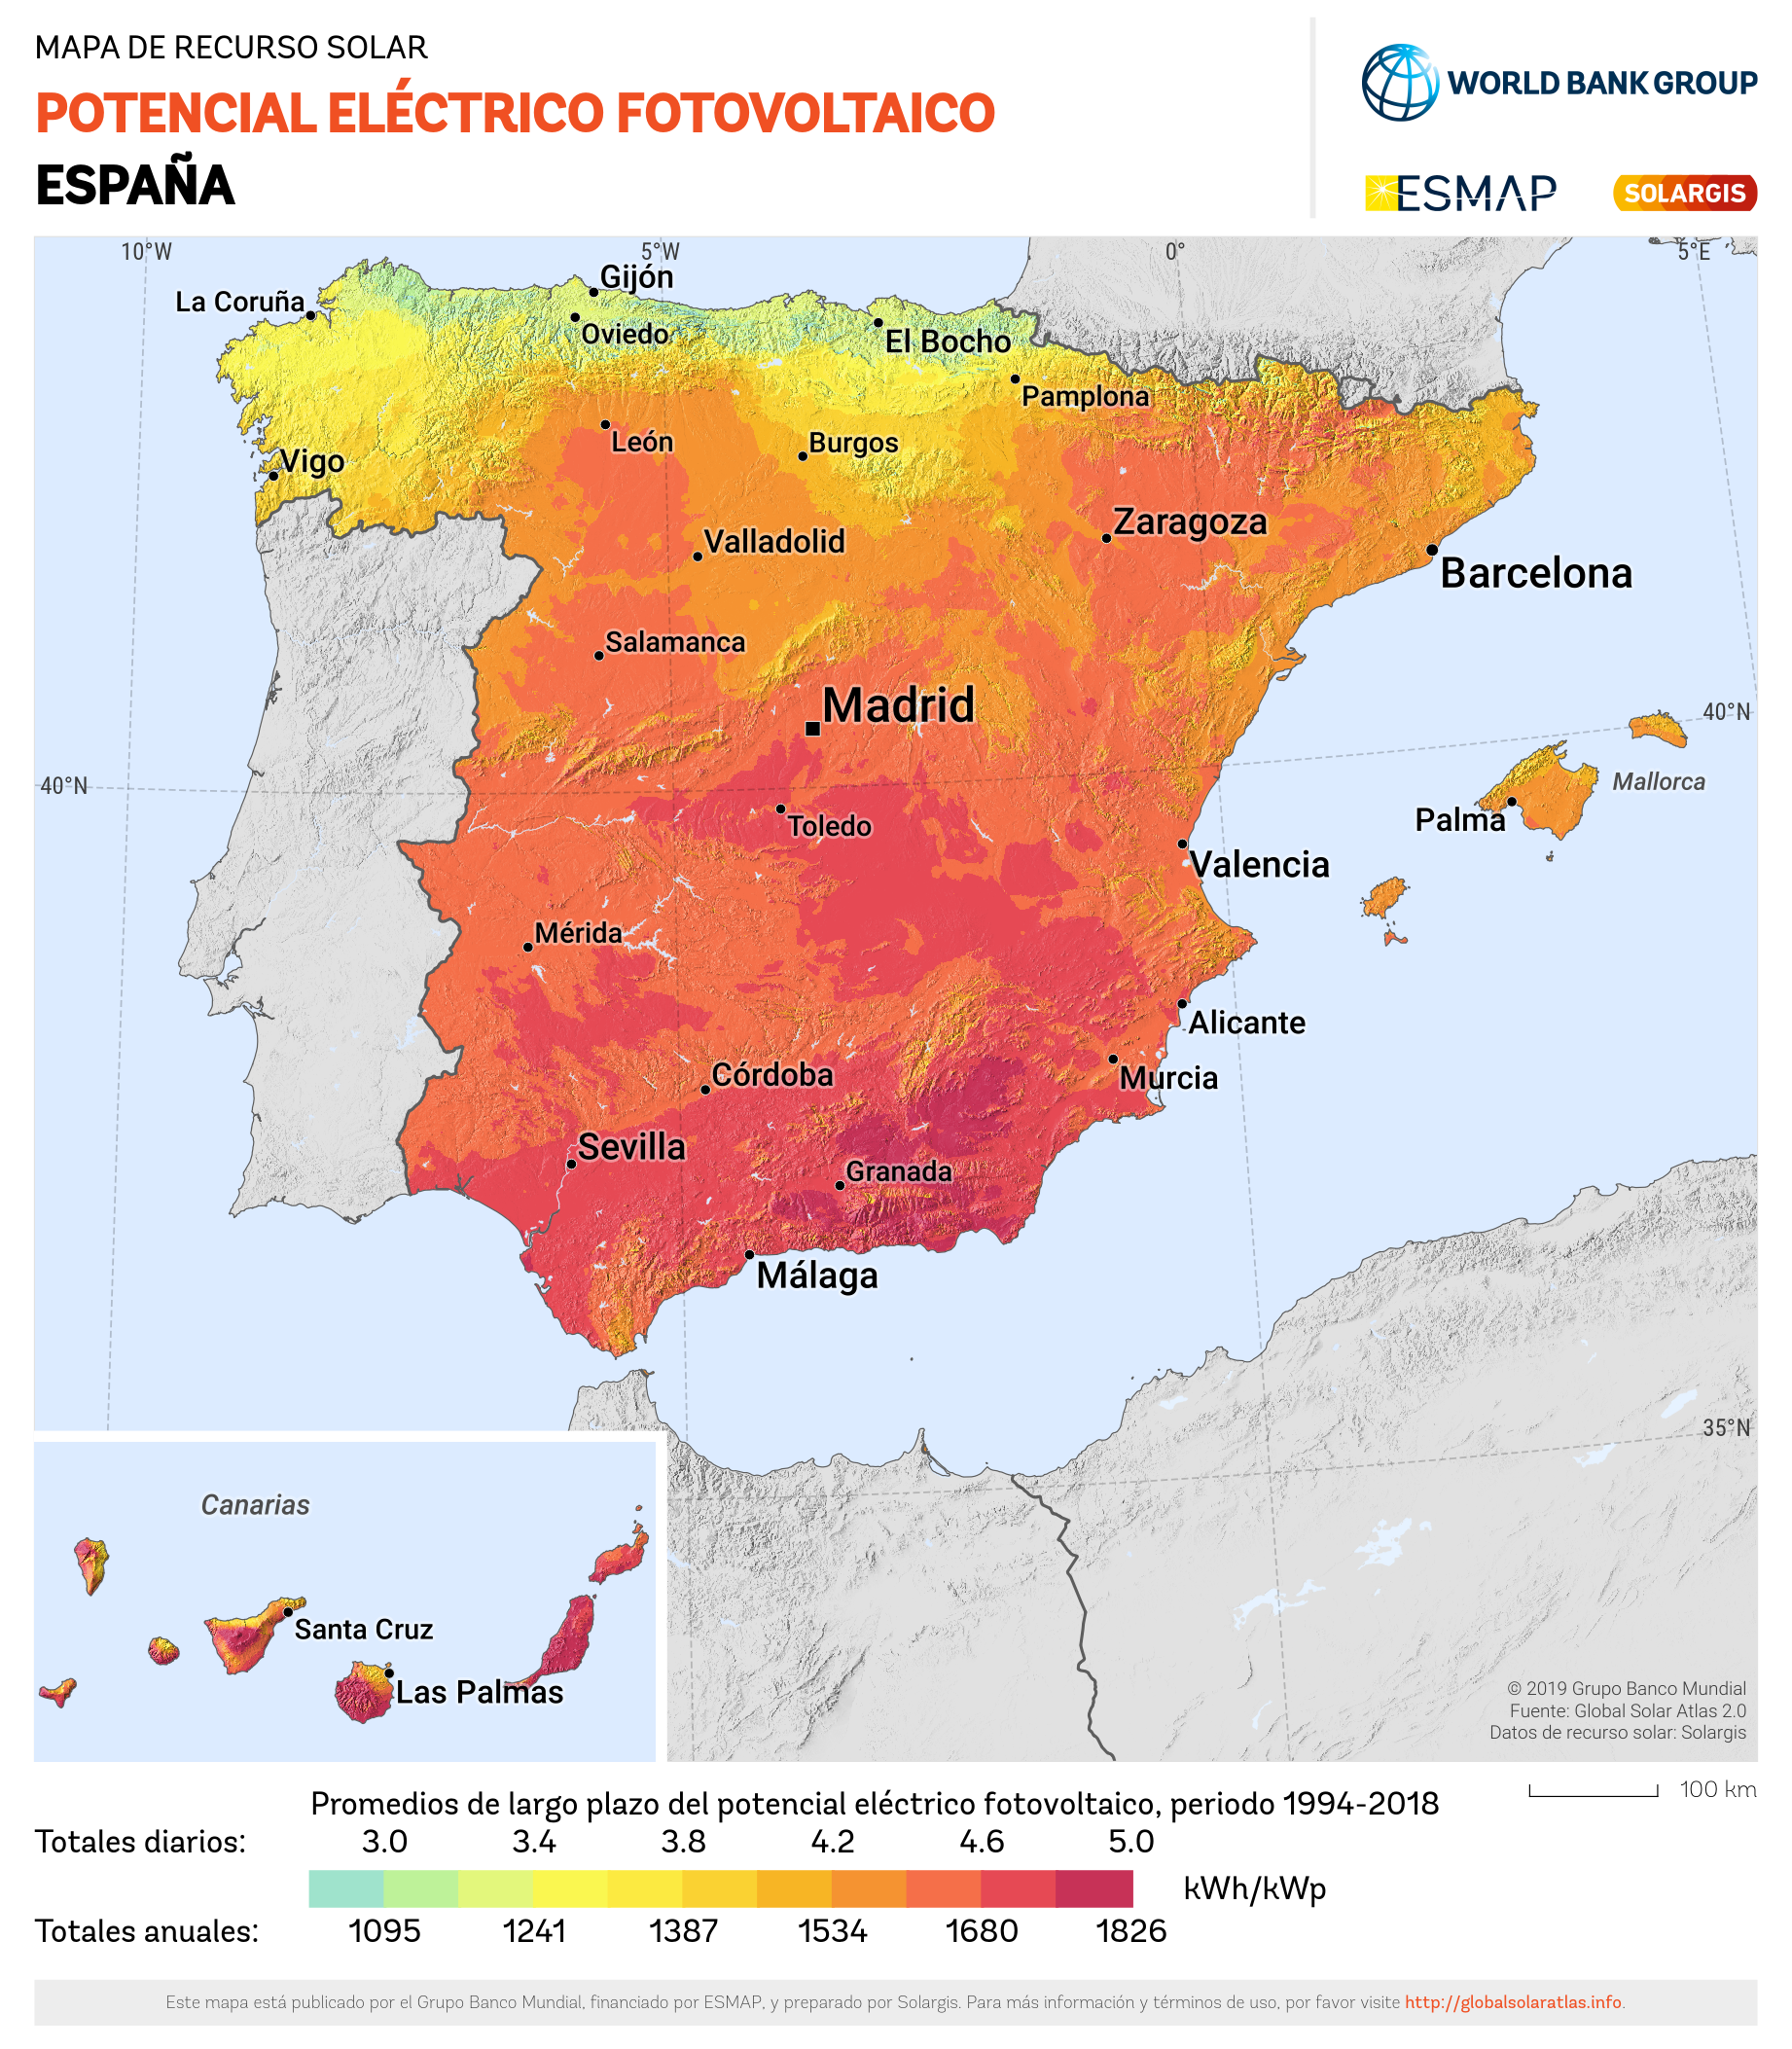 MAPA DE RECURSO SOLAR
POTENCIAL ELÉCTRICO FOTOVOLTAICO
ESPAÑA
WORLD BANK GROUP
ESMAP
SOLARGIS
10°W
5°W
0°
5°E
Gijón
La Coruña
Oviedo
El Bocho
Pamplona
León
Burgos
Vigo
Zaragoza
Valladolid
Barcelona
Salamanca
Madrid
40°N
40°N
Mallorca
Palma
Toledo
Valencia
Mérida
Alicante
Córdoba
Murcia
Sevilla
Granada
Málaga
35°N
Canarias
Santa Cruz
Las Palmas
© 2019 Grupo Banco Mundial
Fuente: Global Solar Atlas 2.0
Datos de recurso solar: Solargis
100 km
Promedios de largo plazo del potencial eléctrico fotovoltaico, periodo 1994-2018
Totales diarios: 3.0 3.4 3.8 4.2 4.6 5.0
kWh/kWp
Totales anuales: 1095 1241 1387 1534 1680 1826
Este mapa está publicado por el Grupo Banco Mundial, financiado por ESMAP, y preparado por Solargis. Para más información y términos de uso, por favor visite http://globalsolaratlas.info.